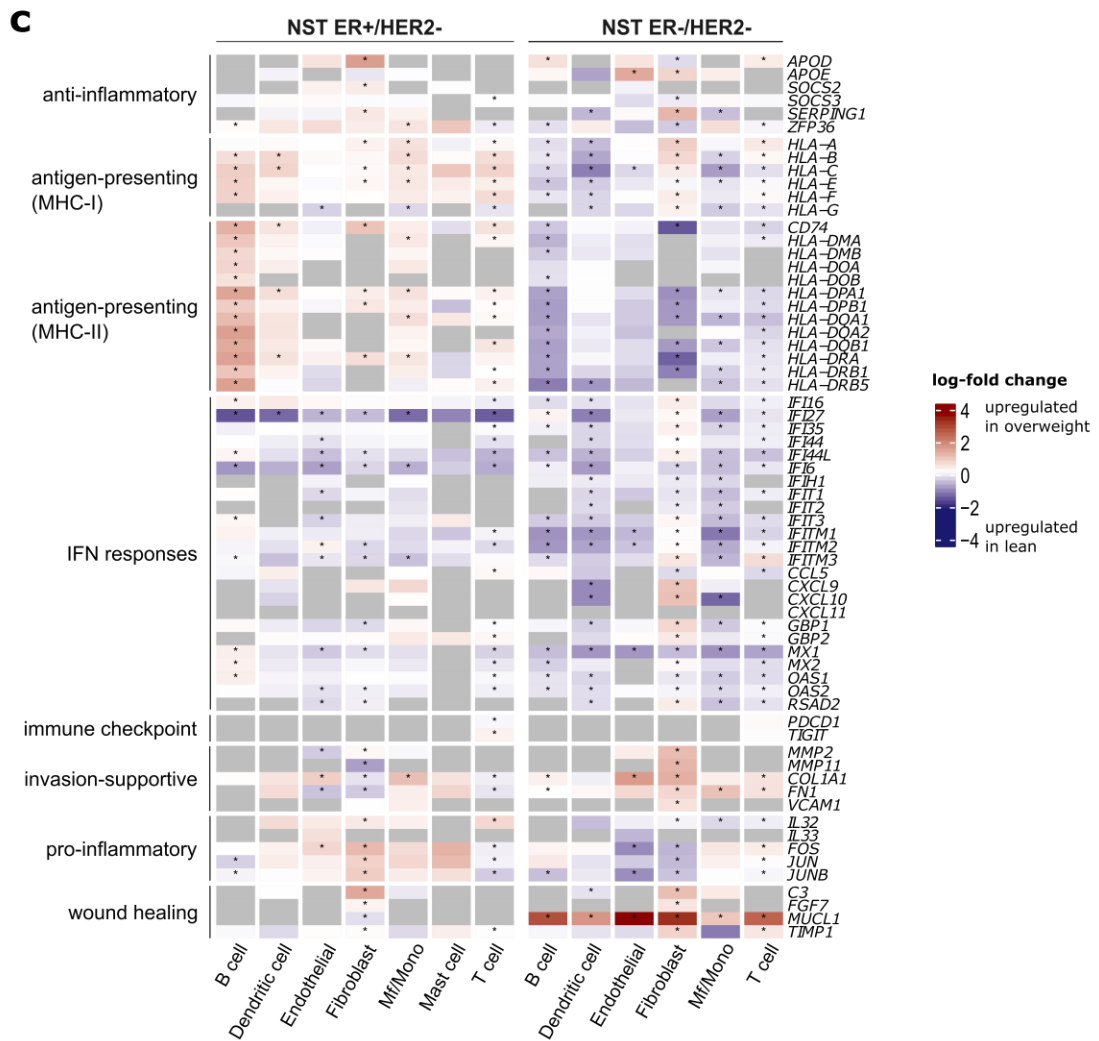 c
NST ER+/HER2-
NST ER-/HER2-
anti-inflammatory
APOD
APOE
SOCS2
SOCS3
SERPING1
ZFP36
antigen-presenting
(MHC-I)
HLA-A
HLA-B
HLA-C
HLA-E
HLA-F
HLA-G
antigen-presenting
(MHC-II)
CD74
HLA-DMA
HLA-DMB
HLA-DOA
HLA-DOB
HLA-DPA1
HLA-DPB1
HLA-DQA1
HLA-DQA2
HLA-DQB1
HLA-DRA
HLA-DRB1
HLA-DRB5
IFN responses
IFI16
IFI27
IFI35
IFI44
IFI44L
IFI6
IFIH1
IFIT1
IFIT2
IFIT3
IFITM1
IFITM2
IFITM3
CCL5
CXCL9
CXCL10
CXCL11
GBP1
GBP2
MX1
MX2
OAS1
OAS2
RSAD2
immune checkpoint
PDCD1
TIGIT
invasion-supportive
MMP2
MMP11
COL1A1
FN1
VCAM1
pro-inflammatory
IL32
IL33
FOS
JUN
JUNB
wound healing
C3
FGF7
MUCL1
TIMP1
B cell
Dendritic cell
Endothelial
Fibroblast
Mf/Mono
Mast cell
T cell
B cell
Dendritic cell
Endothelial
Fibroblast
Mf/Mono
T cell
log-fold change
4 upregulated
in overweight
2
0
-2
upregulated
-4 in lean